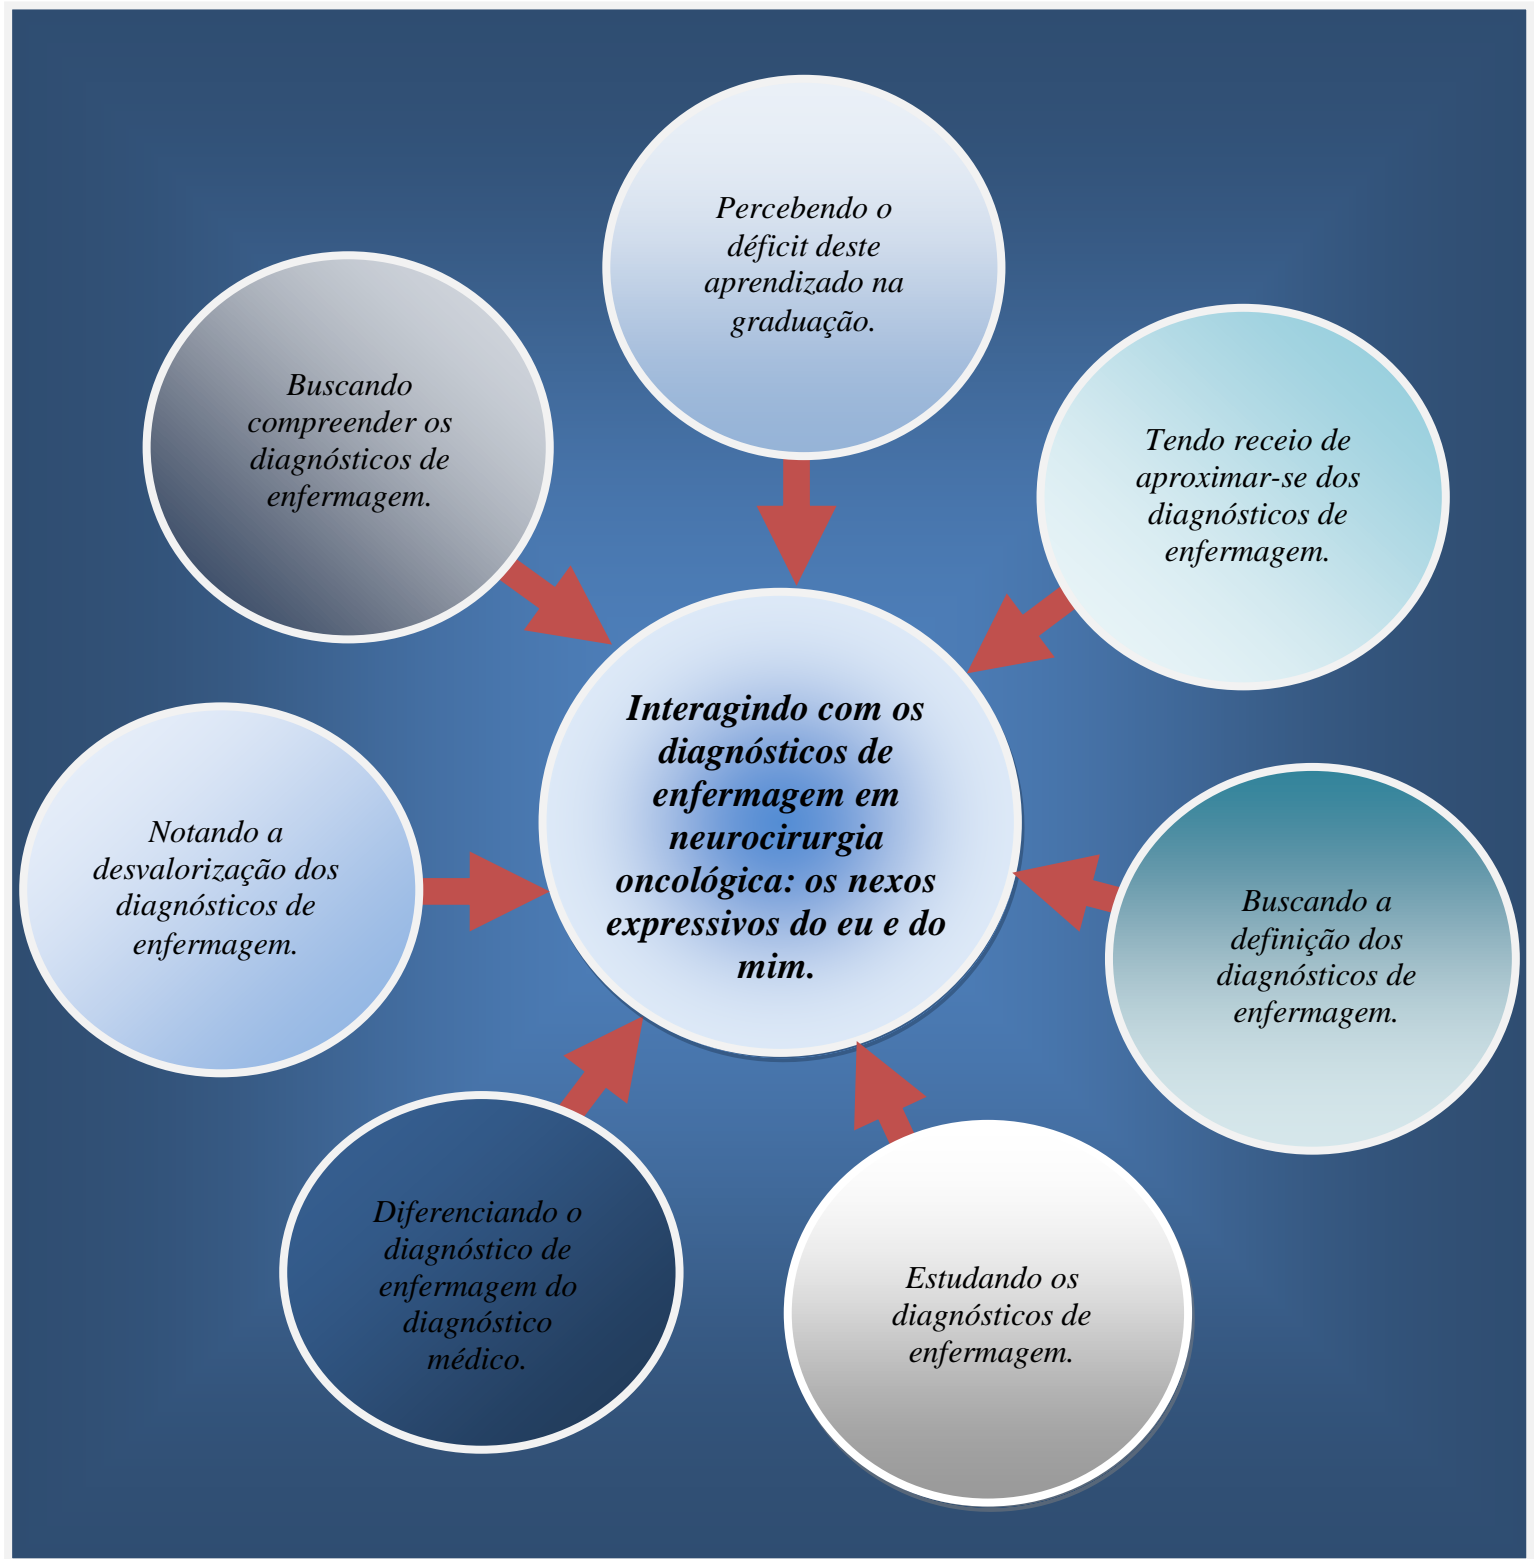 Percebendo o
déficit deste
aprendizado na
graduação.
Buscando
compreender os
diagnósticos de
enfermagem.
Tendo receio de
aproximar-se dos
diagnósticos de
enfermagem.
Interagindo com os
diagnósticos de
enfermagem em
neurocirurgia
oncológica: os nexos
expressivos do eu e do
mim.
Notando a
desvalorização dos
diagnósticos de
enfermagem.
Buscando a
definição dos
diagnósticos de
enfermagem.
Diferenciando o
diagnóstico de
enfermagem do
diagnóstico
médico.
Estudando os
diagnósticos de
enfermagem.